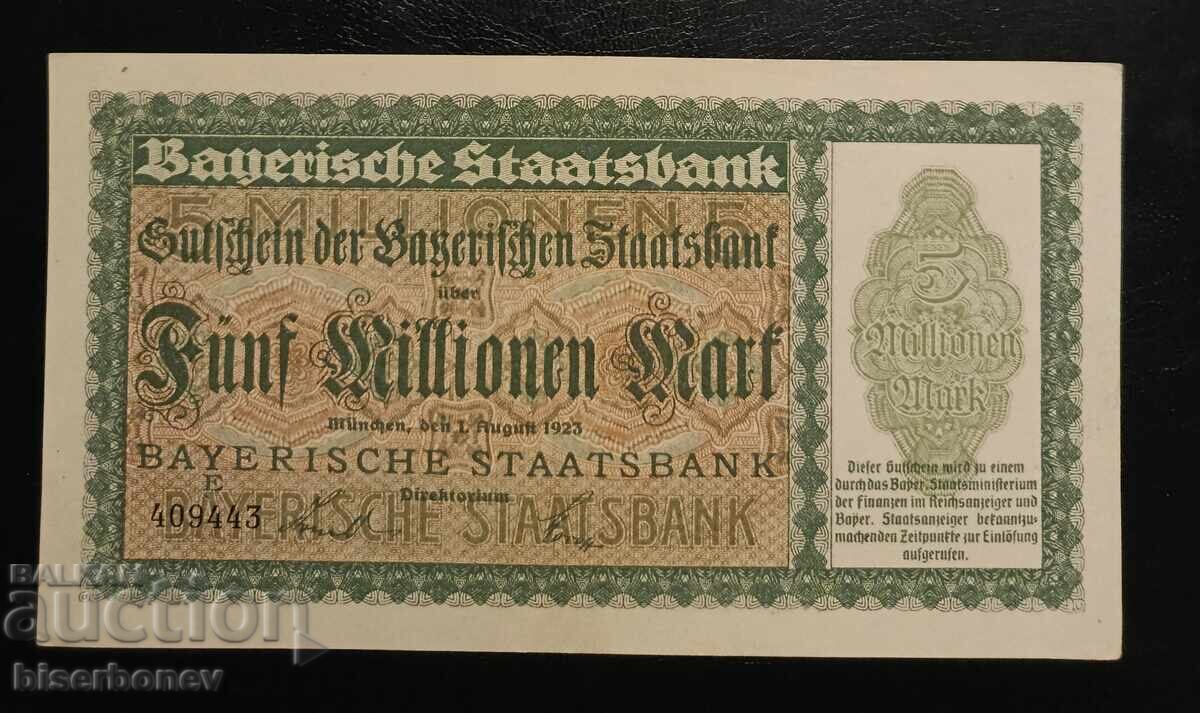 Bayerische Staatsbank
5 MILLIONEN 5
Gutschein der Bayerischen Staatsbank
über
Fünf Millionen Mark
München, den 1. August 1923
BAYERISCHE STAATSBANK
E
Direktorium
409443
BAYERISCHE STAATSBANK
5
Millionen
Mark
Dieser Gutschein wird zu einem
durch das Bayer. Staatsministerium
der Finanzen im Reichsanzeiger und
Bayer. Staatsanzeiger bekanntzu-
machenden Zeitpunkte zur Einlösung
aufgerufen.
BALKAN
auction
biserbonev